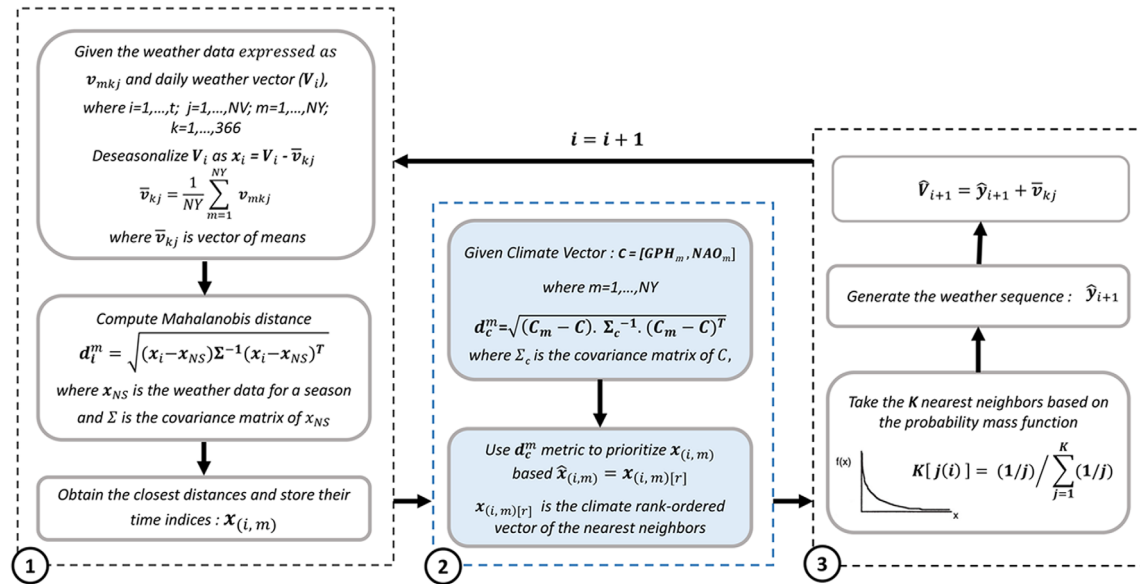 Given the weather data expressed as
v_mkj and daily weather vector (V_i),
where i=1,...,t; j=1,...,NV; m=1,...,NY;
k=1,...,366
Deseasonalize V_i as x_i = V_i - v̅_kj
v̅_kj = 1/NY ∑_{m=1}^{NY} v_mkj
where v̅_kj is vector of means
Compute Mahalanobis distance
d_i^m = √((x_i−x_NS)Σ^−1(x_i−x_NS)^T)
where x_NS is the weather data for a season
and Σ is the covariance matrix of x_NS
Obtain the closest distances and store their
time indices : x_(i, m)
1
i = i + 1
Given Climate Vector : C = [GPH_m, NAO_m]
where m=1,...,NY
d_c^m=√((C_m − C). Σ_c^−1. (C_m − C)^T)
where Σ_c is the covariance matrix of C,
Use d_c^m metric to prioritize x_(i, m)
based x̂_(i,m) = x_(i, m)[r]
x_(i, m)[r] is the climate rank-ordered
vector of the nearest neighbors
2
V̂_i+1 = ŷ_i+1 + v̅_kj
Generate the weather sequence : ŷ_i+1
Take the K nearest neighbors based on
the probability mass function
f(x)
K[ j(i) ] = (1/j) / ∑_{j=1}^{K} (1/j)
x
3